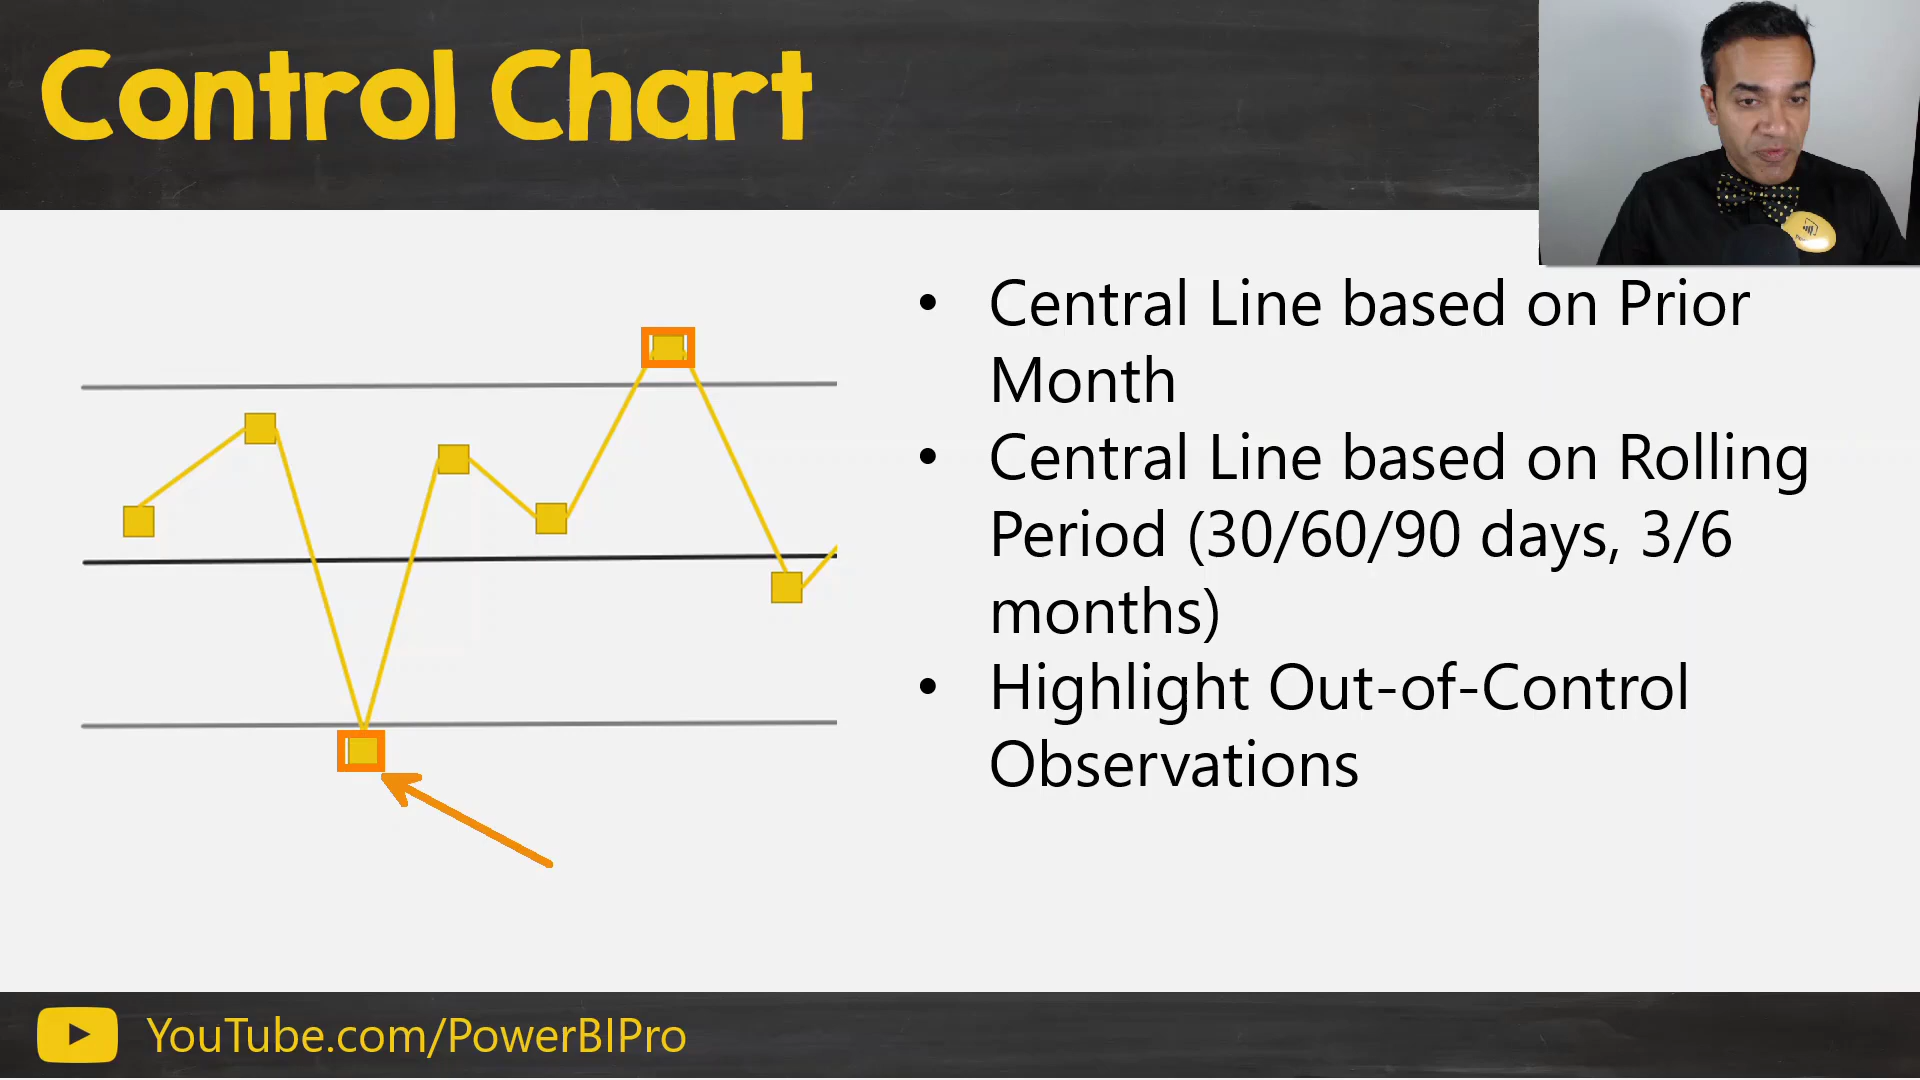 Control Chart
• Central Line based on Prior
Month
• Central Line based on Rolling
Period (30/60/90 days, 3/6
months)
• Highlight Out-of-Control
Observations
YouTube.com/PowerBIPro